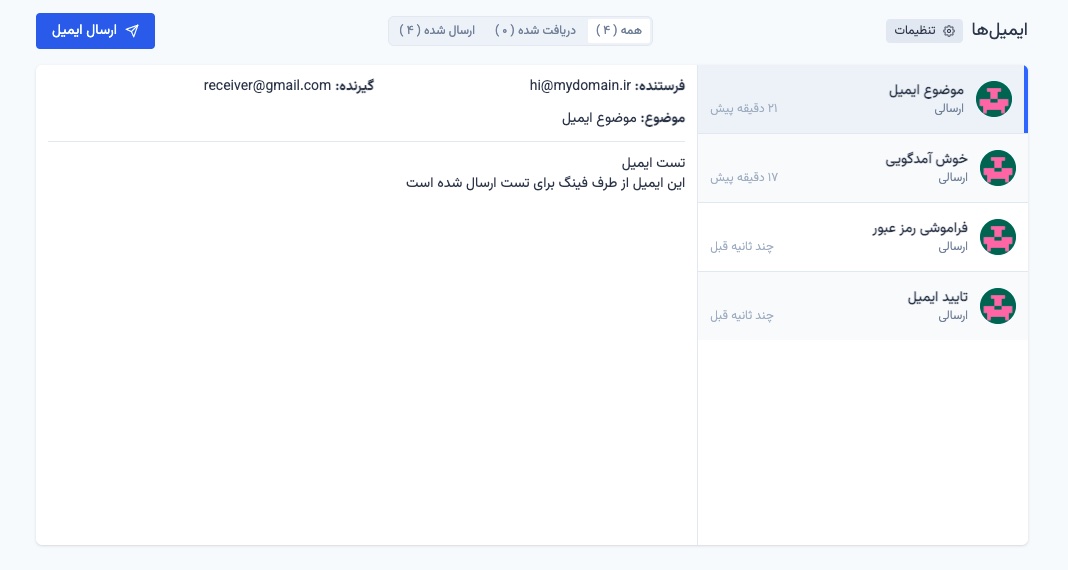 ایمیل‌ها
تنظیمات
همه ( ۴ )
دریافت شده ( ۰ )
ارسال شده ( ۴ )
ارسال ایمیل
موضوع ایمیل
ارسالی
۲۱ دقیقه پیش
خوش آمدگویی
ارسالی
۱۷ دقیقه پیش
فراموشی رمز عبور
ارسالی
چند ثانیه قبل
تایید ایمیل
ارسالی
چند ثانیه قبل
فرستنده: hi@mydomain.ir
گیرنده: receiver@gmail.com
موضوع: موضوع ایمیل
تست ایمیل
این ایمیل از طرف فینگ برای تست ارسال شده است